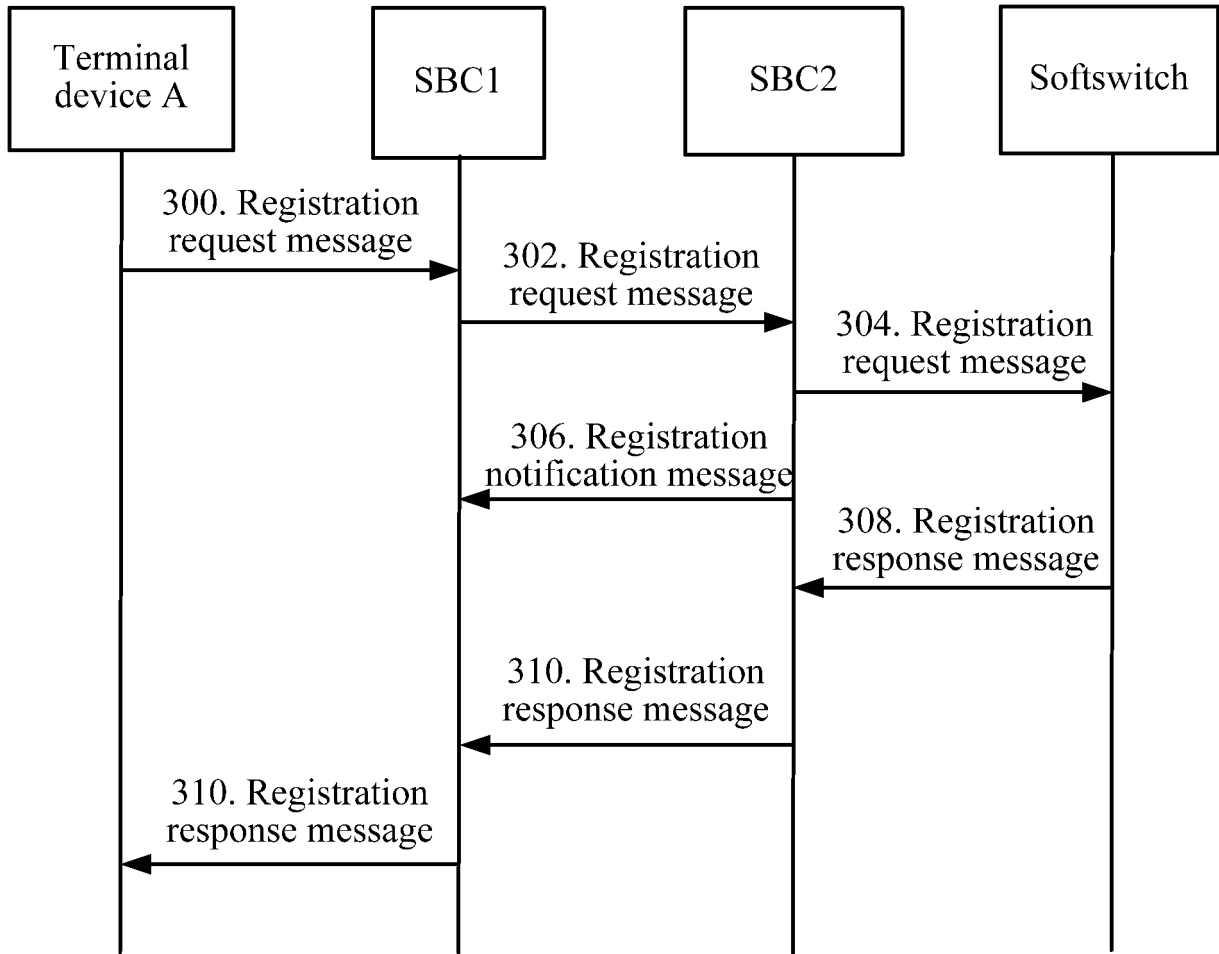 Terminal
device A
SBC1
SBC2
Softswitch
300. Registration
request message
302. Registration
request message
304. Registration
request message
306. Registration
notification message
308. Registration
response message
310. Registration
response message
310. Registration
response message